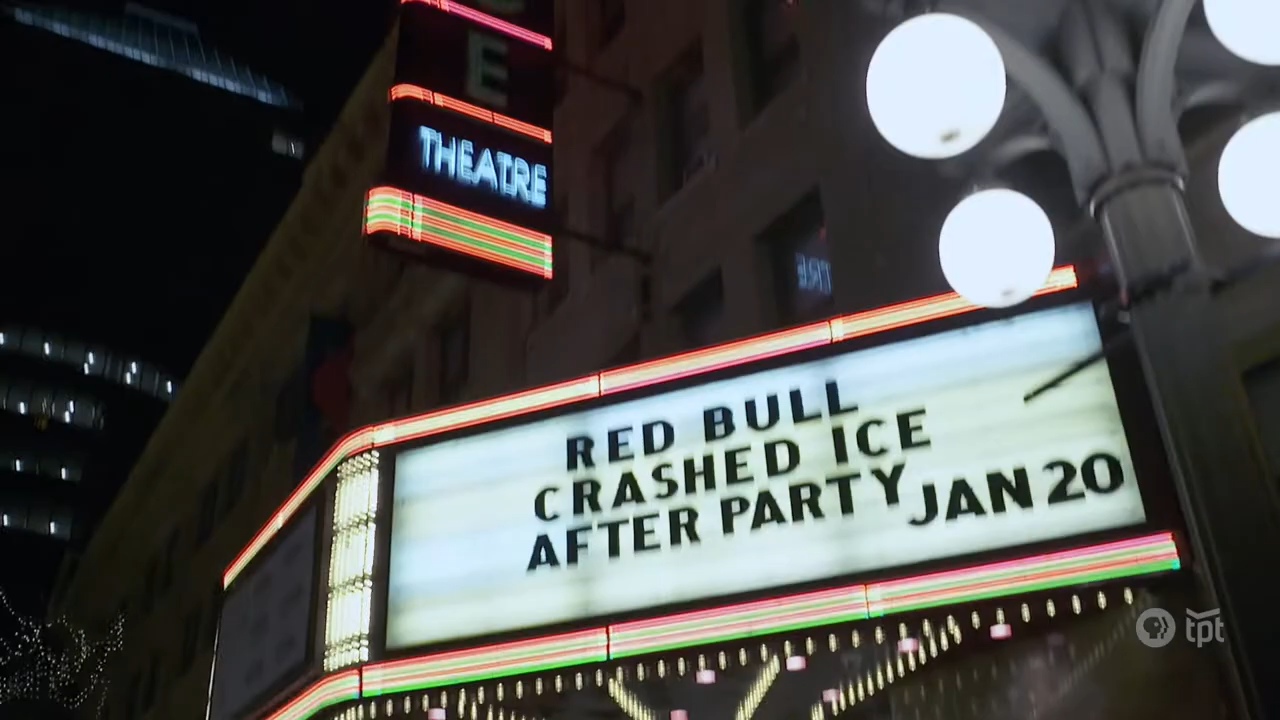 E
THEATRE
RED BULL
CRASHED ICE
AFTER PARTY JAN 20
tpt